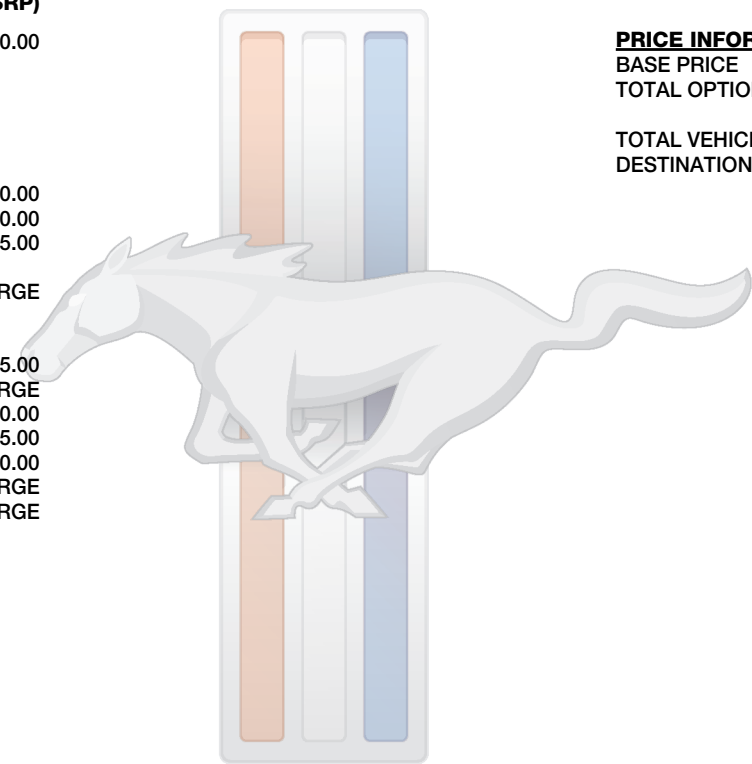 SRP)
0.00
0.00
0.00
5.00
RGE
5.00
RGE
0.00
5.00
0.00
RGE
RGE
PRICE INFOR
BASE PRICE
TOTAL OPTIO
TOTAL VEHICL
DESTINATION